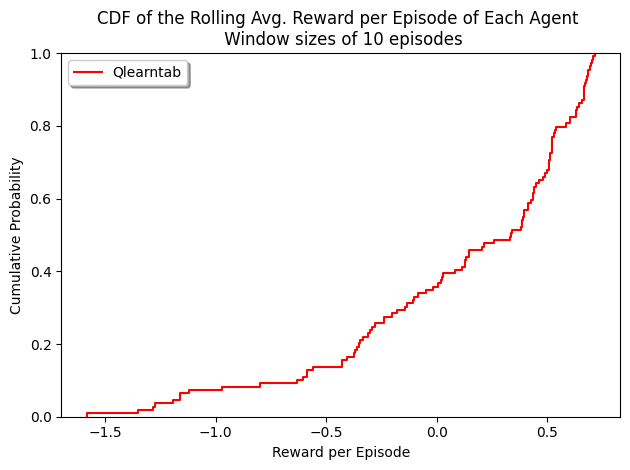 CDF of the Rolling Avg. Reward per Episode of Each Agent
Window sizes of 10 episodes
Qlearntab
1.0
0.8
0.6
0.4
0.2
0.0
Cumulative Probability
−1.5 −1.0 −0.5 0.0 0.5
Reward per Episode